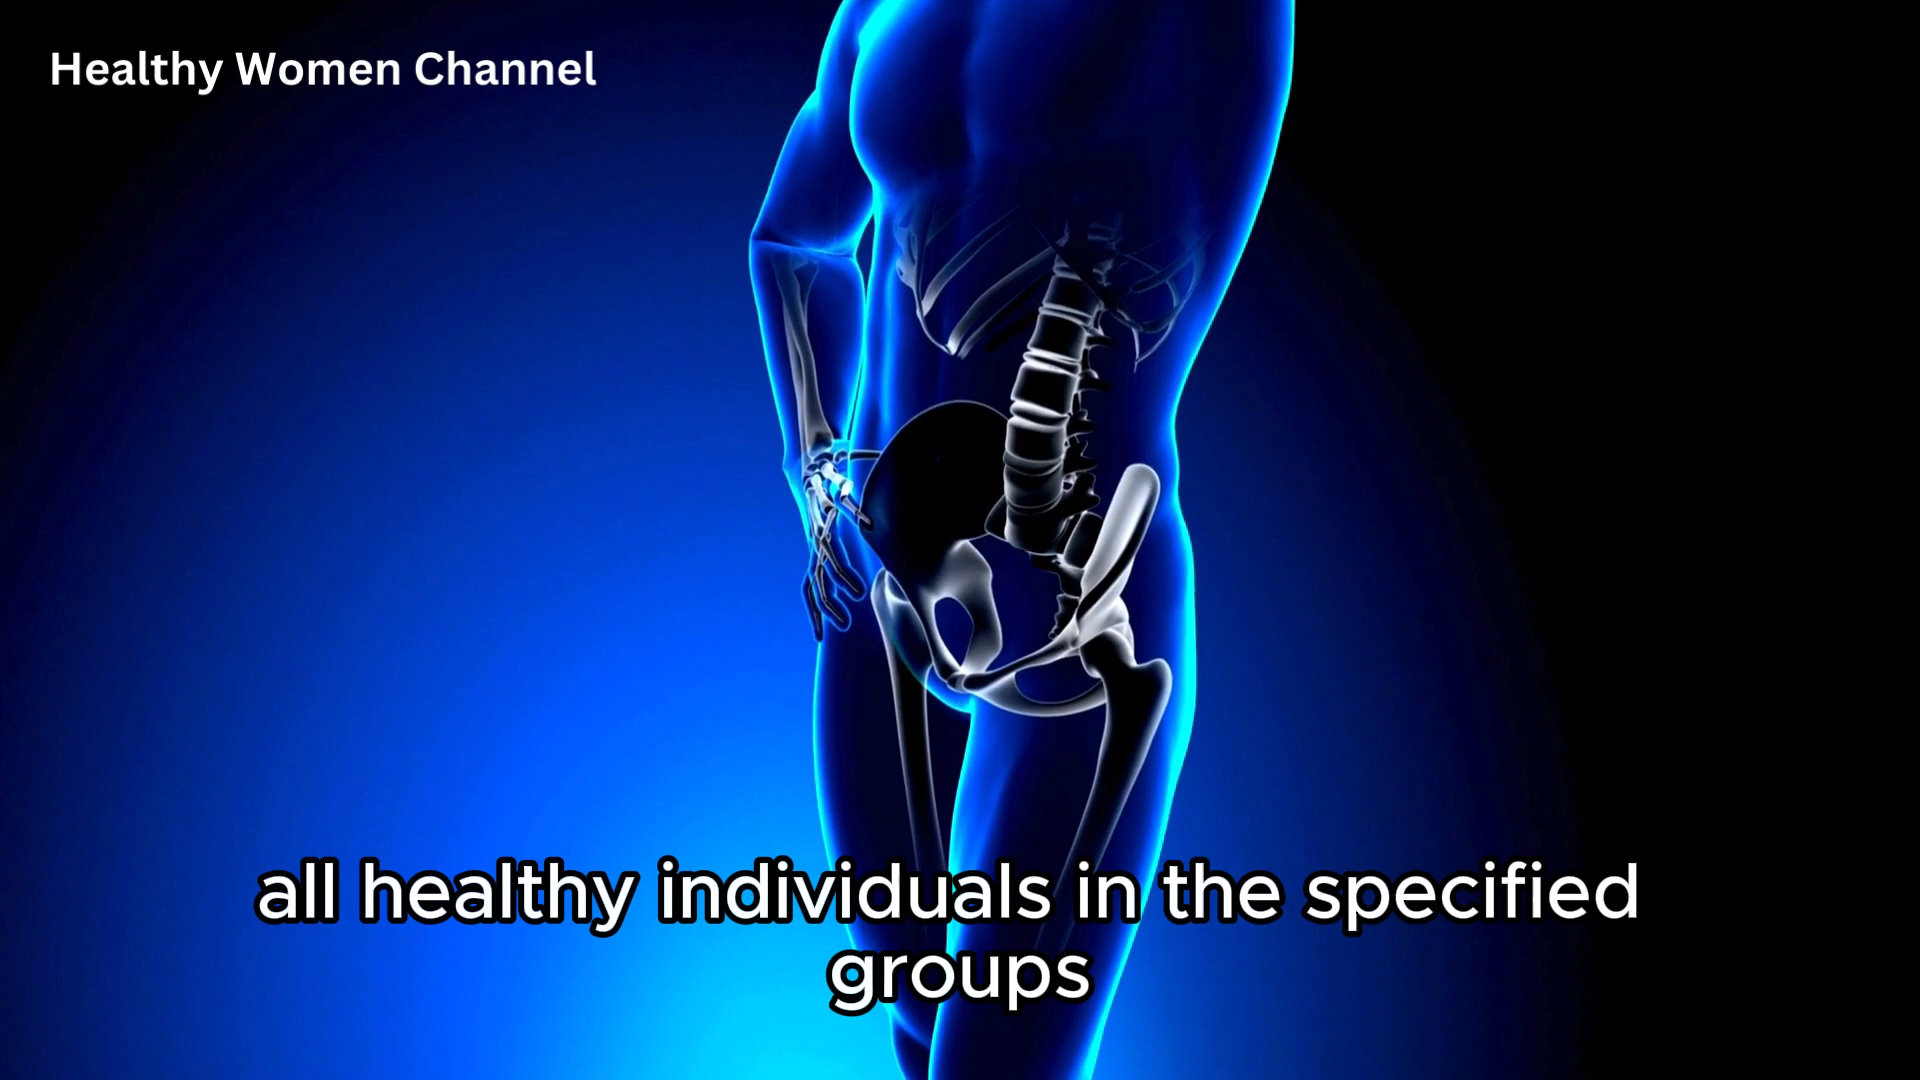 Healthy Women Channel
all healthy individuals in the specified
groups